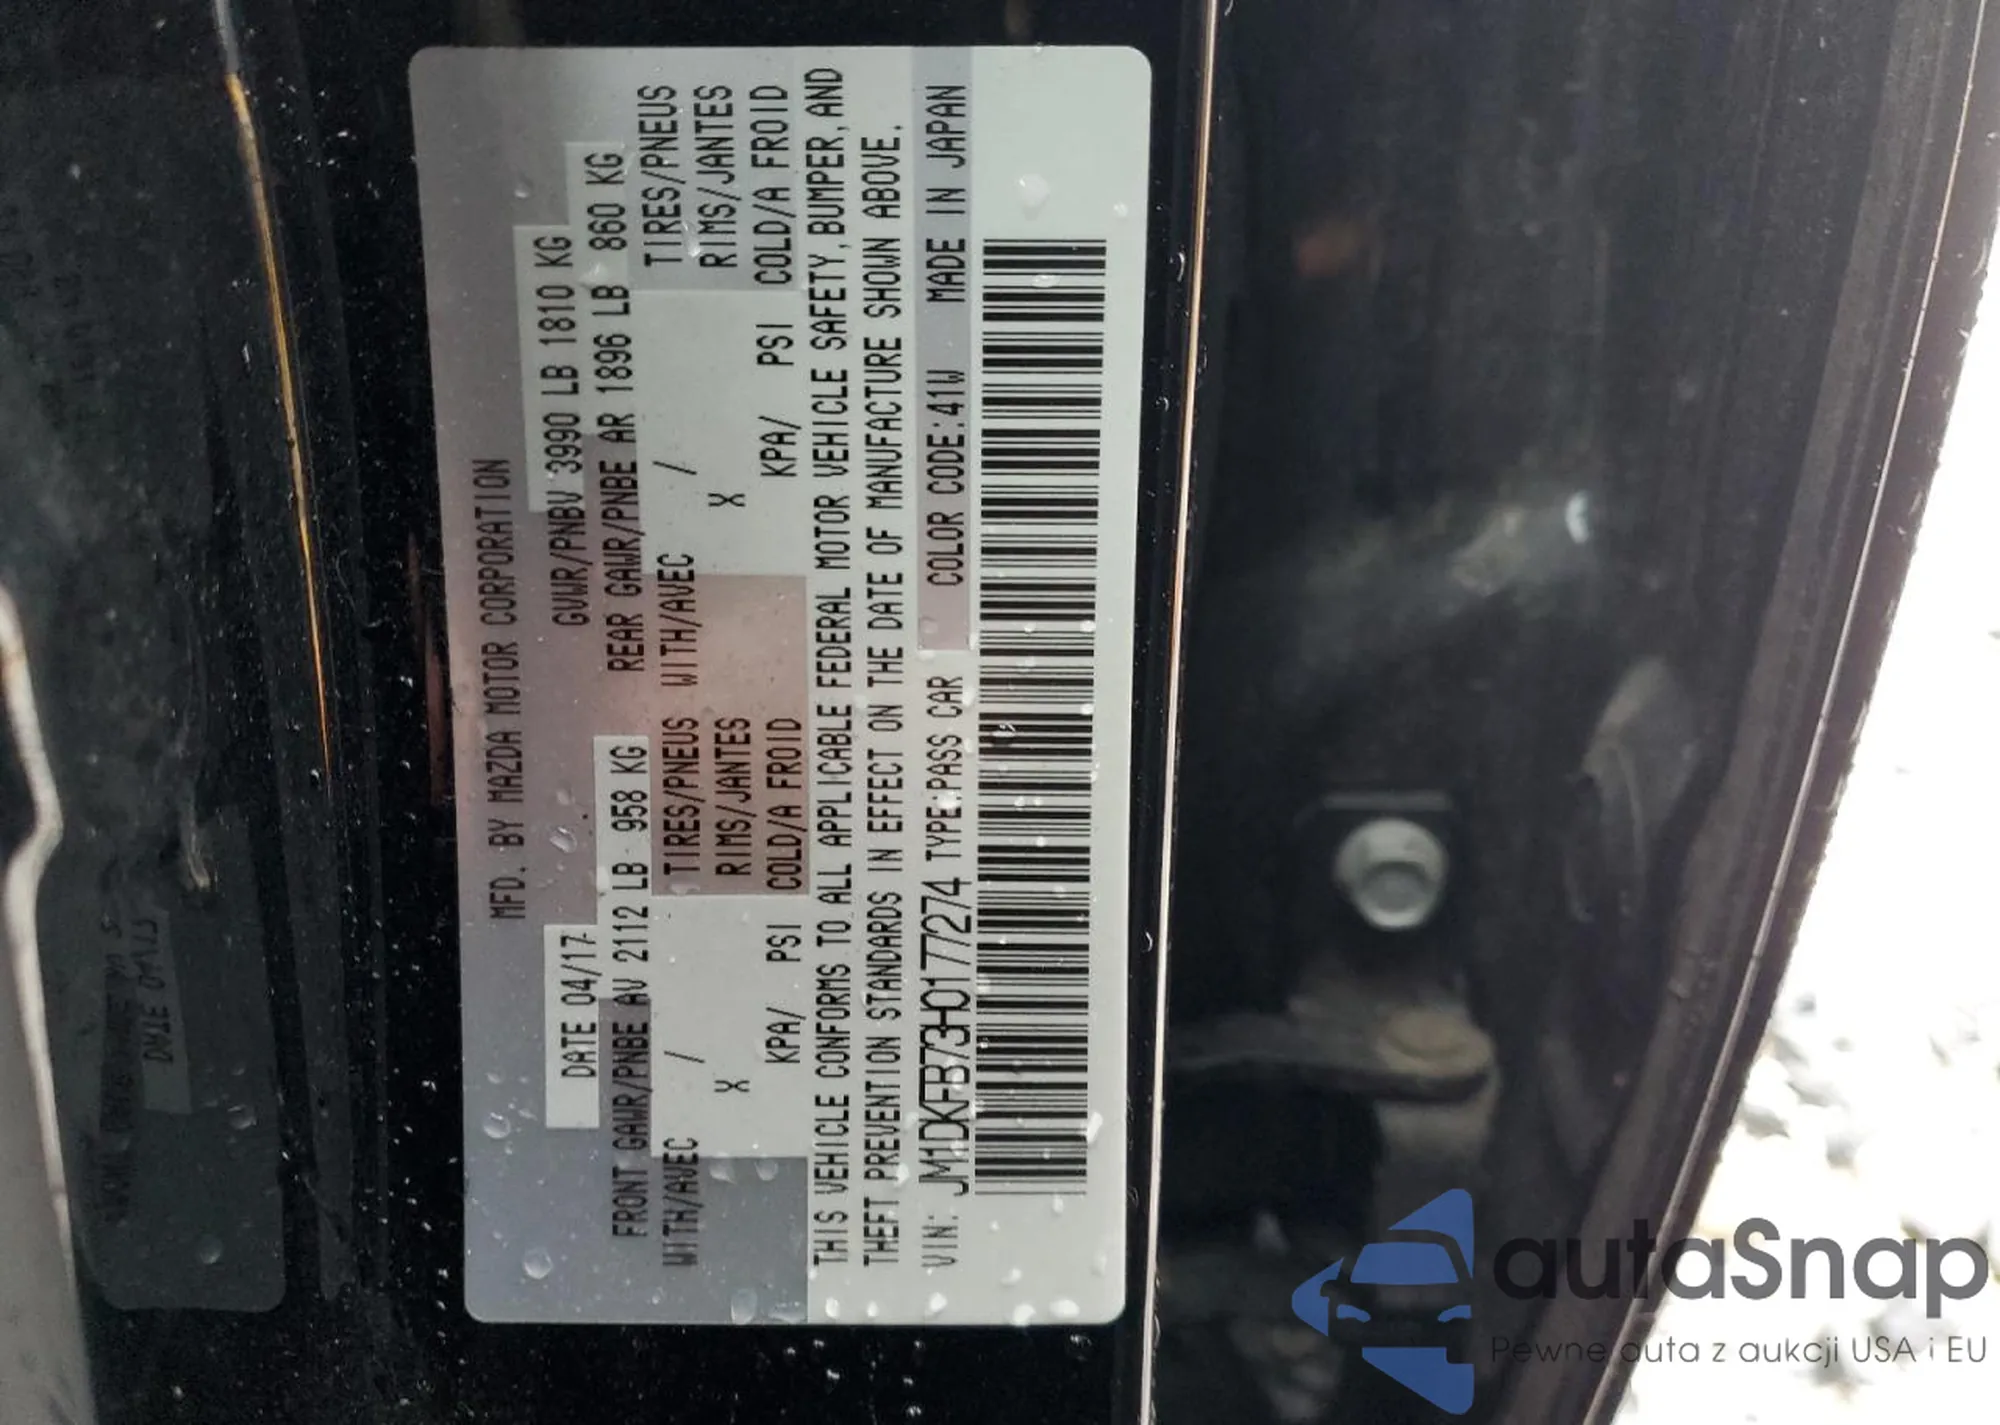 MFD. BY MAZDA MOTOR CORPORATION
DATE 04/17 GVWR/PNBV 3990 LB 1810 KG
FRONT GAWR/PNBE AV 2112 LB 958 KG REAR GAWR/PNBE AR 1896 LB 860 KG
WITH/AVEC / TIRES/PNEUS WITH/AVEC / TIRES/PNEUS
X RIMS/JANTES X RIMS/JANTES
KPA/ PSI COLD/A FROID KPA/ PSI COLD/A FROID
THIS VEHICLE CONFORMS TO ALL APPLICABLE FEDERAL MOTOR VEHICLE SAFETY, BUMPER, AND
THEFT PREVENTION STANDARDS IN EFFECT ON THE DATE OF MANUFACTURE SHOWN ABOVE.
VIN: JM1DKFB73H0177274 TYPE:PASS CAR COLOR CODE:41W MADE IN JAPAN
autaSnap
Pewne auta z aukcji USA i EU